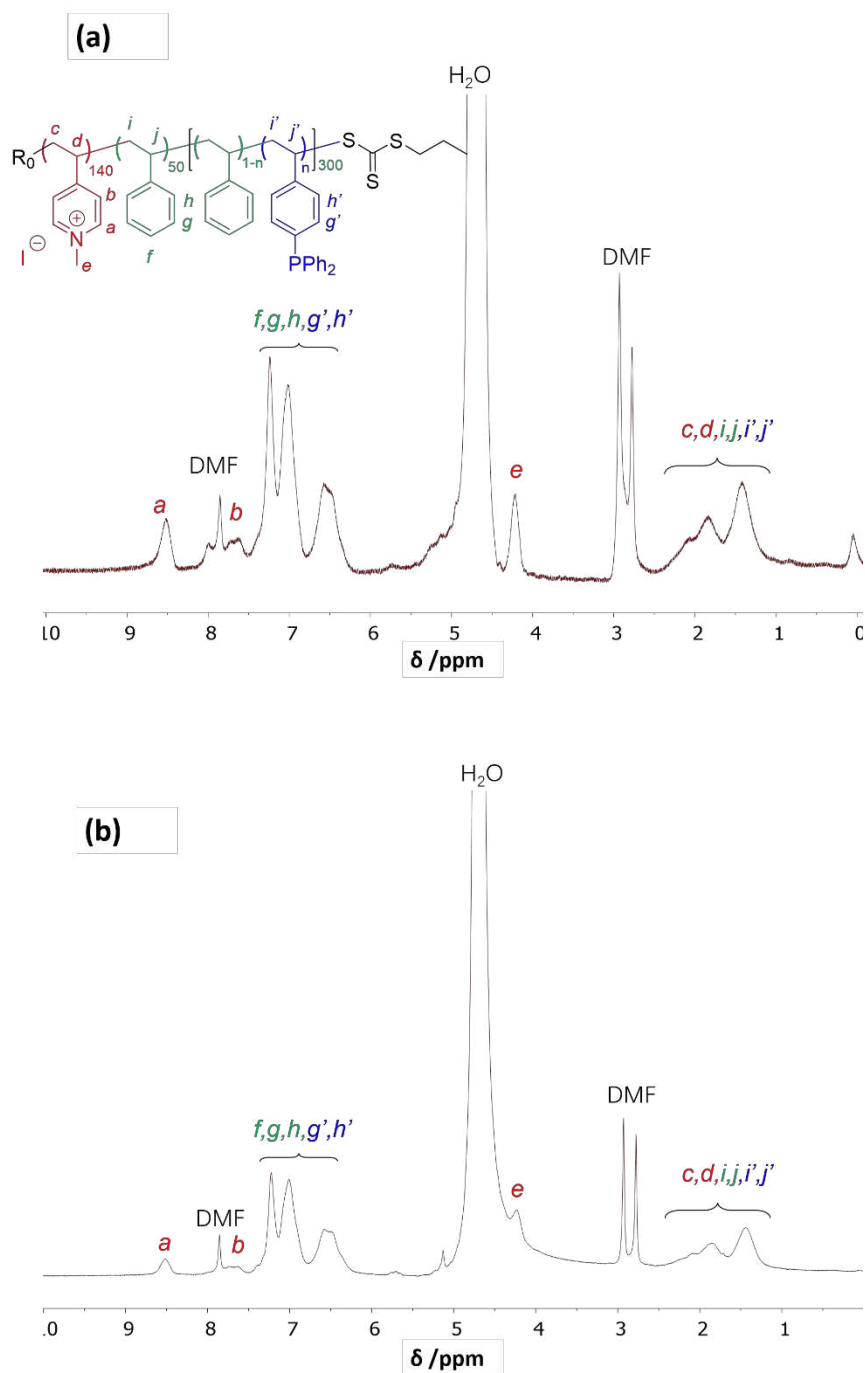 (a)
H2O
c i i' 
d j j'
R0 140 50 1-n n 300 S S
S
b h h'
a g g'
N + f
I − e PPh2
DMF
f,g,h,g',h'
c,d,i,j,i',j'
DMF e
a b
10 9 8 7 6 5 4 3 2 1 0
δ /ppm
H2O
(b)
DMF
f,g,h,g',h' c,d,i,j,i',j'
DMF e
a b
.0 9 8 7 6 5 4 3 2 1
δ /ppm